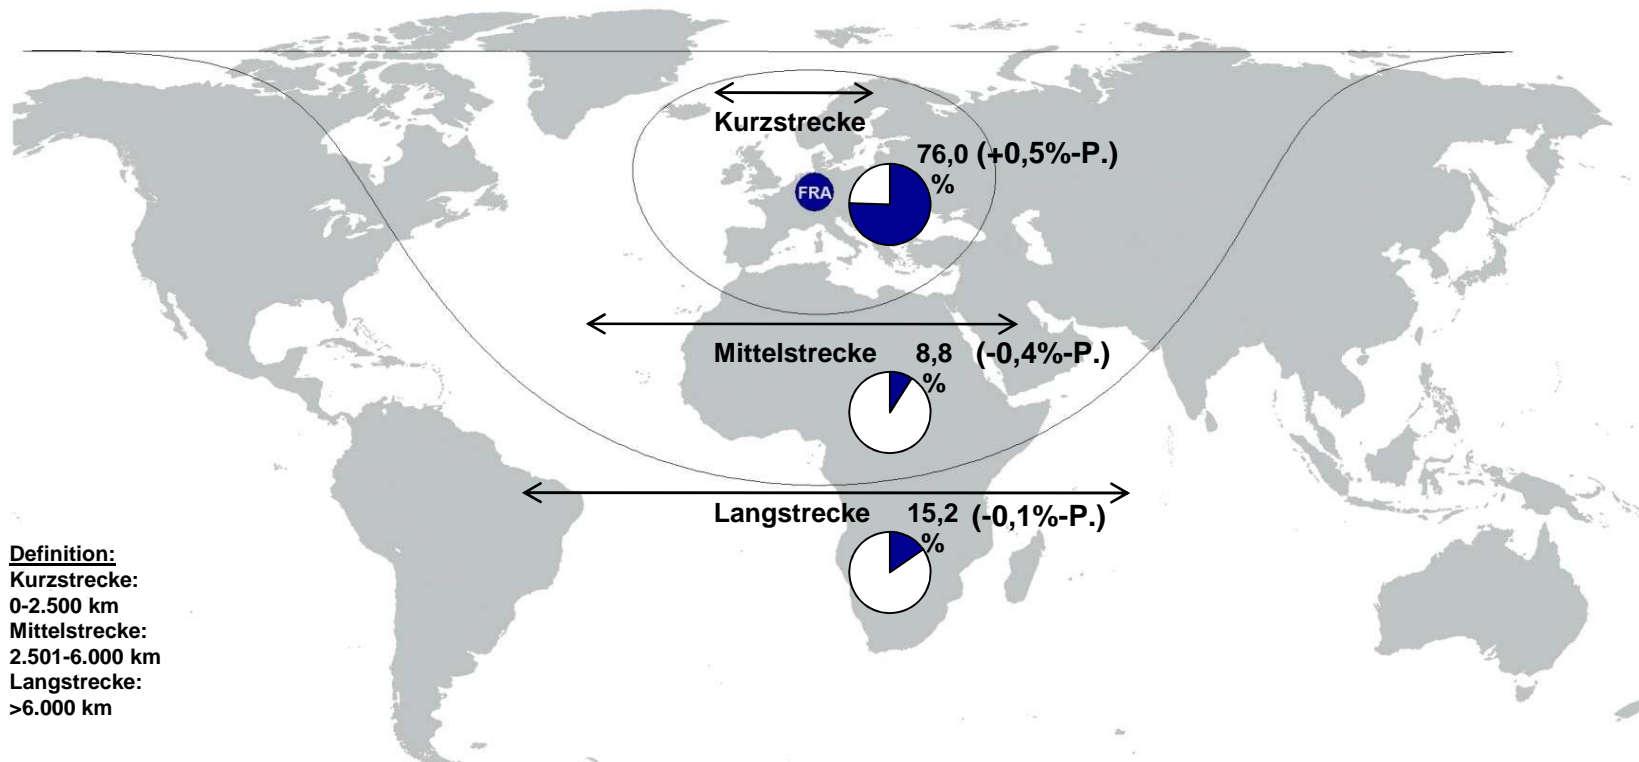 Kurzstrecke
76,0 (+0,5%-P.)
%
FRA
Mittelstrecke 8,8 (-0,4%-P.)
%
Langstrecke 15,2 (-0,1%-P.)
%
Definition:
Kurzstrecke:
0-2.500 km
Mittelstrecke:
2.501-6.000 km
Langstrecke:
>6.000 km